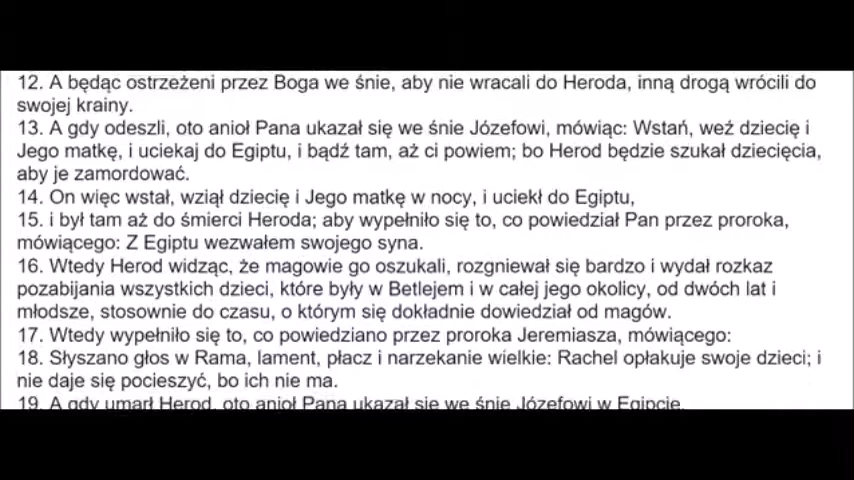 12. A będąc ostrzeżeni przez Boga we śnie, aby nie wracali do Heroda, inną drogą wrócili do
swojej krainy.
13. A gdy odeszli, oto anioł Pana ukazał się we śnie Józefowi, mówiąc: Wstań, weź dziecię i
Jego matkę, i uciekaj do Egiptu, i bądź tam, aż ci powiem; bo Herod będzie szukał dziecięcia,
aby je zamordować.
14. On więc wstał, wziął dziecię i Jego matkę w nocy, i uciekł do Egiptu,
15. i był tam aż do śmierci Heroda; aby wypełniło się to, co powiedział Pan przez proroka,
mówiącego: Z Egiptu wezwałem swojego syna.
16. Wtedy Herod widząc, że magowie go oszukali, rozgniewał się bardzo i wydał rozkaz
pozabijania wszystkich dzieci, które były w Betlejem i w całej jego okolicy, od dwóch lat i
młodsze, stosownie do czasu, o którym się dokładnie dowiedział od magów.
17. Wtedy wypełniło się to, co powiedziano przez proroka Jeremiasza, mówiącego:
18. Słyszano głos w Rama, lament, płacz i narzekanie wielkie: Rachel opłakuje swoje dzieci; i
nie daje się pocieszyć, bo ich nie ma.
19. A gdy umarł Herod, oto anioł Pana ukazał się we śnie Józefowi w Egipcie,